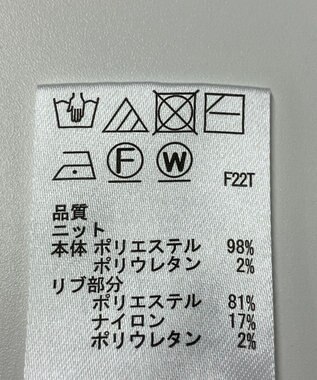 F W F22T
品質
ニット
本体 ポリエステル 98%
ポリウレタン 2%
リブ部分
ポリエステル 81%
ナイロン 17%
ポリウレタン 2%